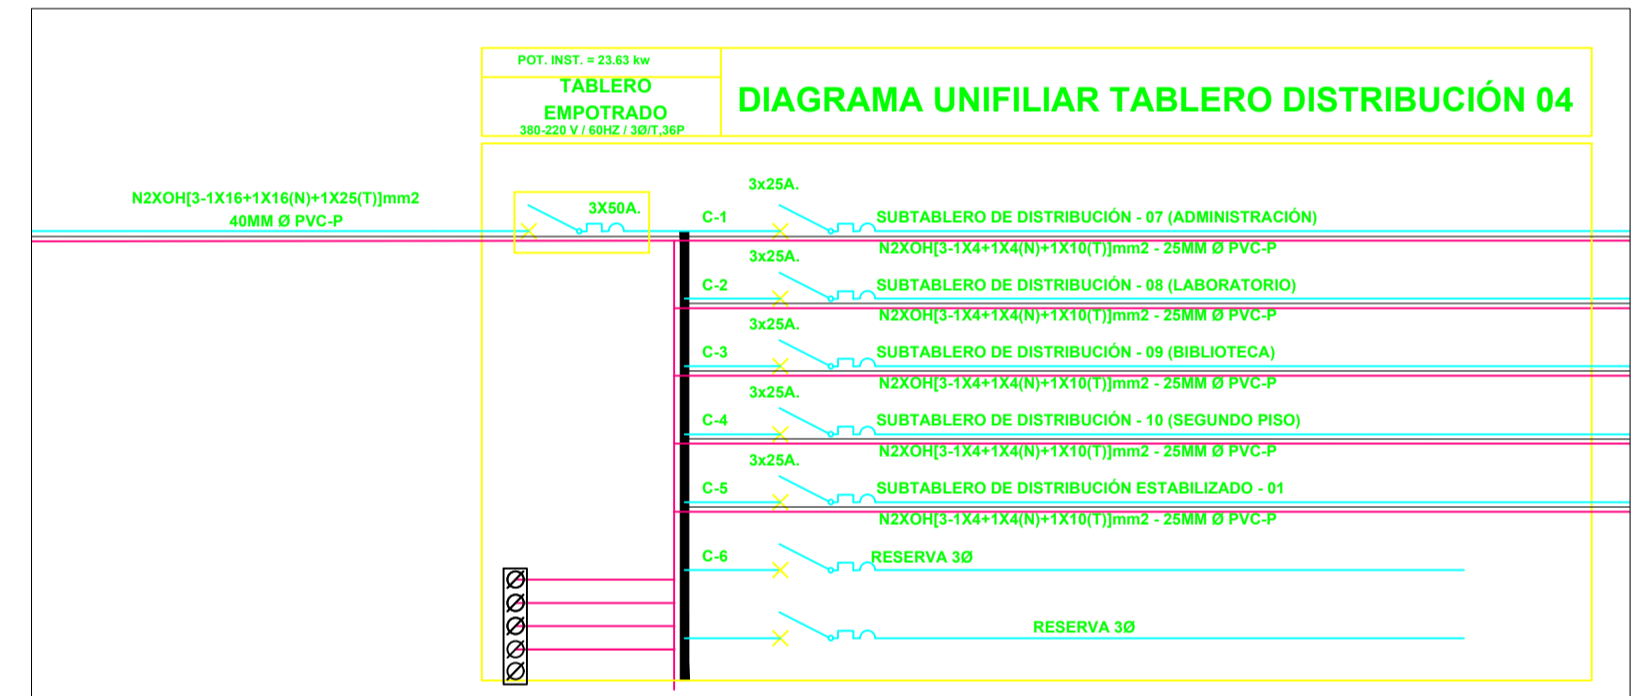 POT. INST. = 23.63 kw
TABLERO
EMPOTRADO
380-220 V / 60HZ / 3Ø/T,36P
DIAGRAMA UNIFILIAR TABLERO DISTRIBUCIÓN 04
N2XOH[3-1X16+1X16(N)+1X25(T)]mm2
40MM Ø PVC-P
3X50A.
3x25A.
C-1
SUBTABLERO DE DISTRIBUCIÓN - 07 (ADMINISTRACIÓN)
N2XOH[3-1X4+1X4(N)+1X10(T)]mm2 - 25MM Ø PVC-P
3x25A.
C-2
SUBTABLERO DE DISTRIBUCIÓN - 08 (LABORATORIO)
N2XOH[3-1X4+1X4(N)+1X10(T)]mm2 - 25MM Ø PVC-P
3x25A.
C-3
SUBTABLERO DE DISTRIBUCIÓN - 09 (BIBLIOTECA)
N2XOH[3-1X4+1X4(N)+1X10(T)]mm2 - 25MM Ø PVC-P
3x25A.
C-4
SUBTABLERO DE DISTRIBUCIÓN - 10 (SEGUNDO PISO)
N2XOH[3-1X4+1X4(N)+1X10(T)]mm2 - 25MM Ø PVC-P
3x25A.
C-5
SUBTABLERO DE DISTRIBUCIÓN ESTABILIZADO - 01
N2XOH[3-1X4+1X4(N)+1X10(T)]mm2 - 25MM Ø PVC-P
C-6
RESERVA 3Ø
RESERVA 3Ø